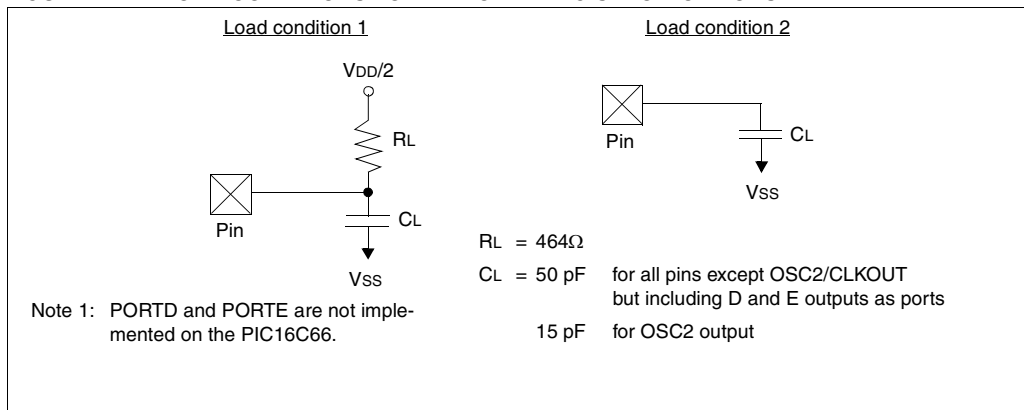 Load condition 1
VDD/2
RL
Pin
CL
VSS
Note 1: PORTD and PORTE are not imple-
mented on the PIC16C66.
Load condition 2
Pin
CL
VSS
RL = 464Ω
CL = 50 pF for all pins except OSC2/CLKOUT
but including D and E outputs as ports
15 pF for OSC2 output